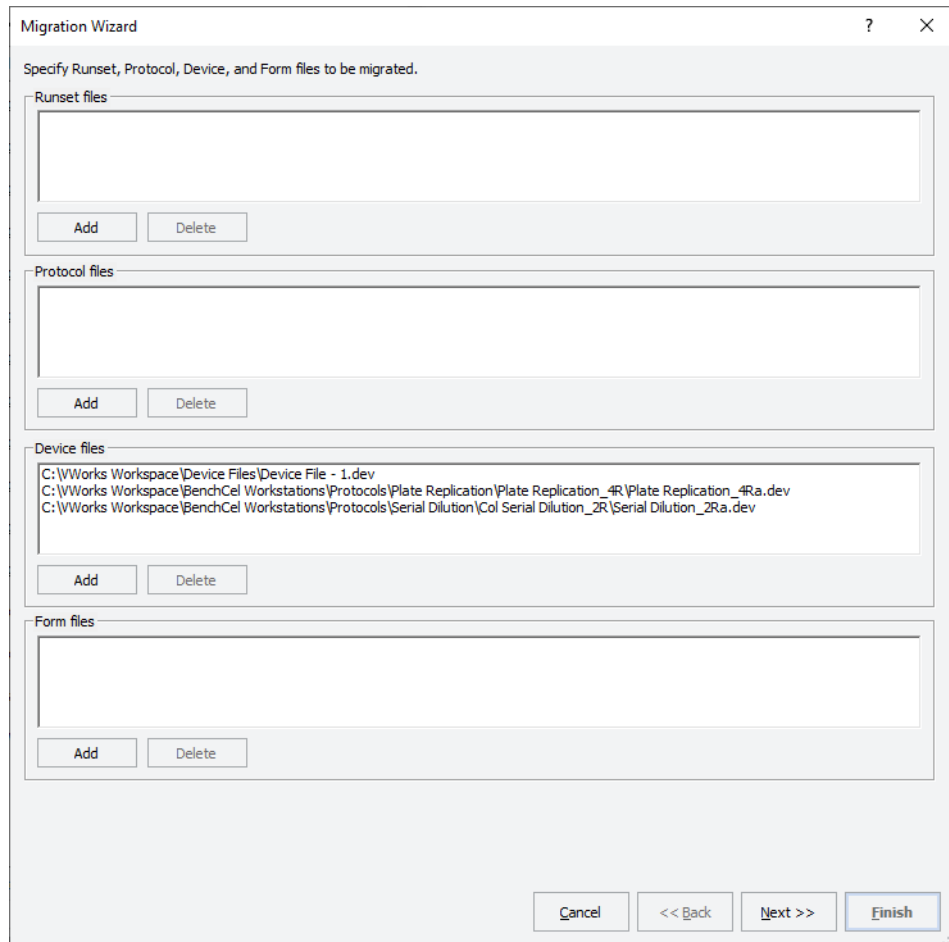 Migration Wizard
?
Specify Runset, Protocol, Device, and Form files to be migrated.
Runset files
Add
Delete
Protocol files
Add
Delete
Device files
C:\VWorks Workspace\Device Files\Device File - 1.dev
C:\VWorks Workspace\BenchCel Workstations\Protocols\Plate Replication\Plate Replication_4R\Plate Replication_4Ra.dev
C:\VWorks Workspace\BenchCel Workstations\Protocols\Serial Dilution\Col Serial Dilution_2R\Serial Dilution_2Ra.dev
Add
Delete
Form files
Add
Delete
Cancel
<< Back
Next >>
Finish